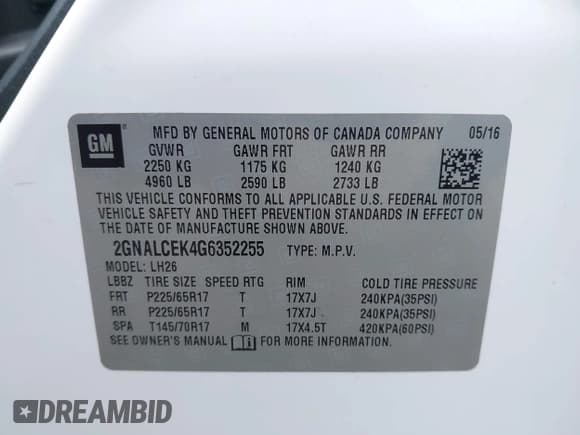 GM
MFD BY GENERAL MOTORS OF CANADA COMPANY 05/16
GVWR GAWR FRT GAWR RR
2250 KG 1175 KG 1240 KG
4960 LB 2590 LB 2733 LB
THIS VEHICLE CONFORMS TO ALL APPLICABLE U.S. FEDERAL MOTOR
VEHICLE SAFETY AND THEFT PREVENTION STANDARDS IN EFFECT ON
THE DATE OF MANUFACTURE SHOWN ABOVE.
2GNALCEK4G6352255 TYPE: M.P.V.
MODEL: LH26
LBBZ TIRE SIZE SPEED RTG RIM COLD TIRE PRESSURE
FRT P225/65R17 T 17X7J 240KPA(35PSI)
RR P225/65R17 T 17X7J 240KPA(35PSI)
SPA T145/70R17 M 17X4.5T 420KPA(60PSI)
SEE OWNER'S MANUAL FOR MORE INFORMATION.
DREAMBID